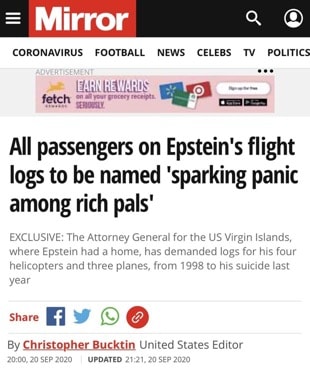 Mirror
CORONAVIRUS FOOTBALL NEWS CELEBS TV POLITICS
ADVERTISEMENT
fetch
REWARDS
EARN REWARDS
on all your grocery receipts.
SERIOUSLY.
Sign up for free
All passengers on Epstein's flight
logs to be named 'sparking panic
among rich pals'
EXCLUSIVE: The Attorney General for the US Virgin Islands,
where Epstein had a home, has demanded logs for his four
helicopters and three planes, from 1998 to his suicide last
year
Share
By Christopher Bucktin United States Editor
20:00, 20 SEP 2020 UPDATED 21:21, 20 SEP 2020